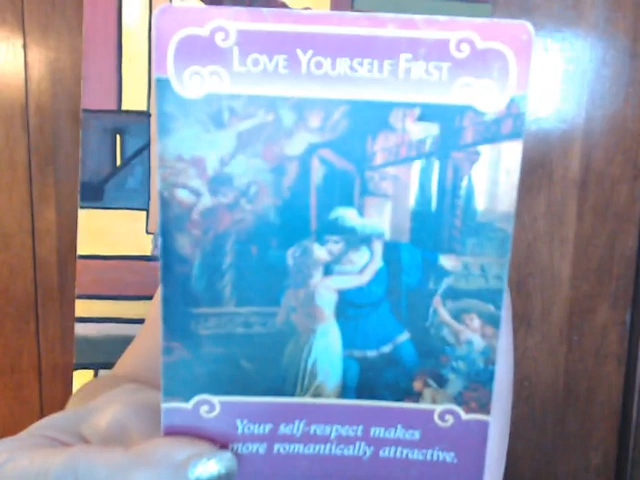 LOVE YOURSELF FIRST
Your self-respect makes
more romantically attractive.